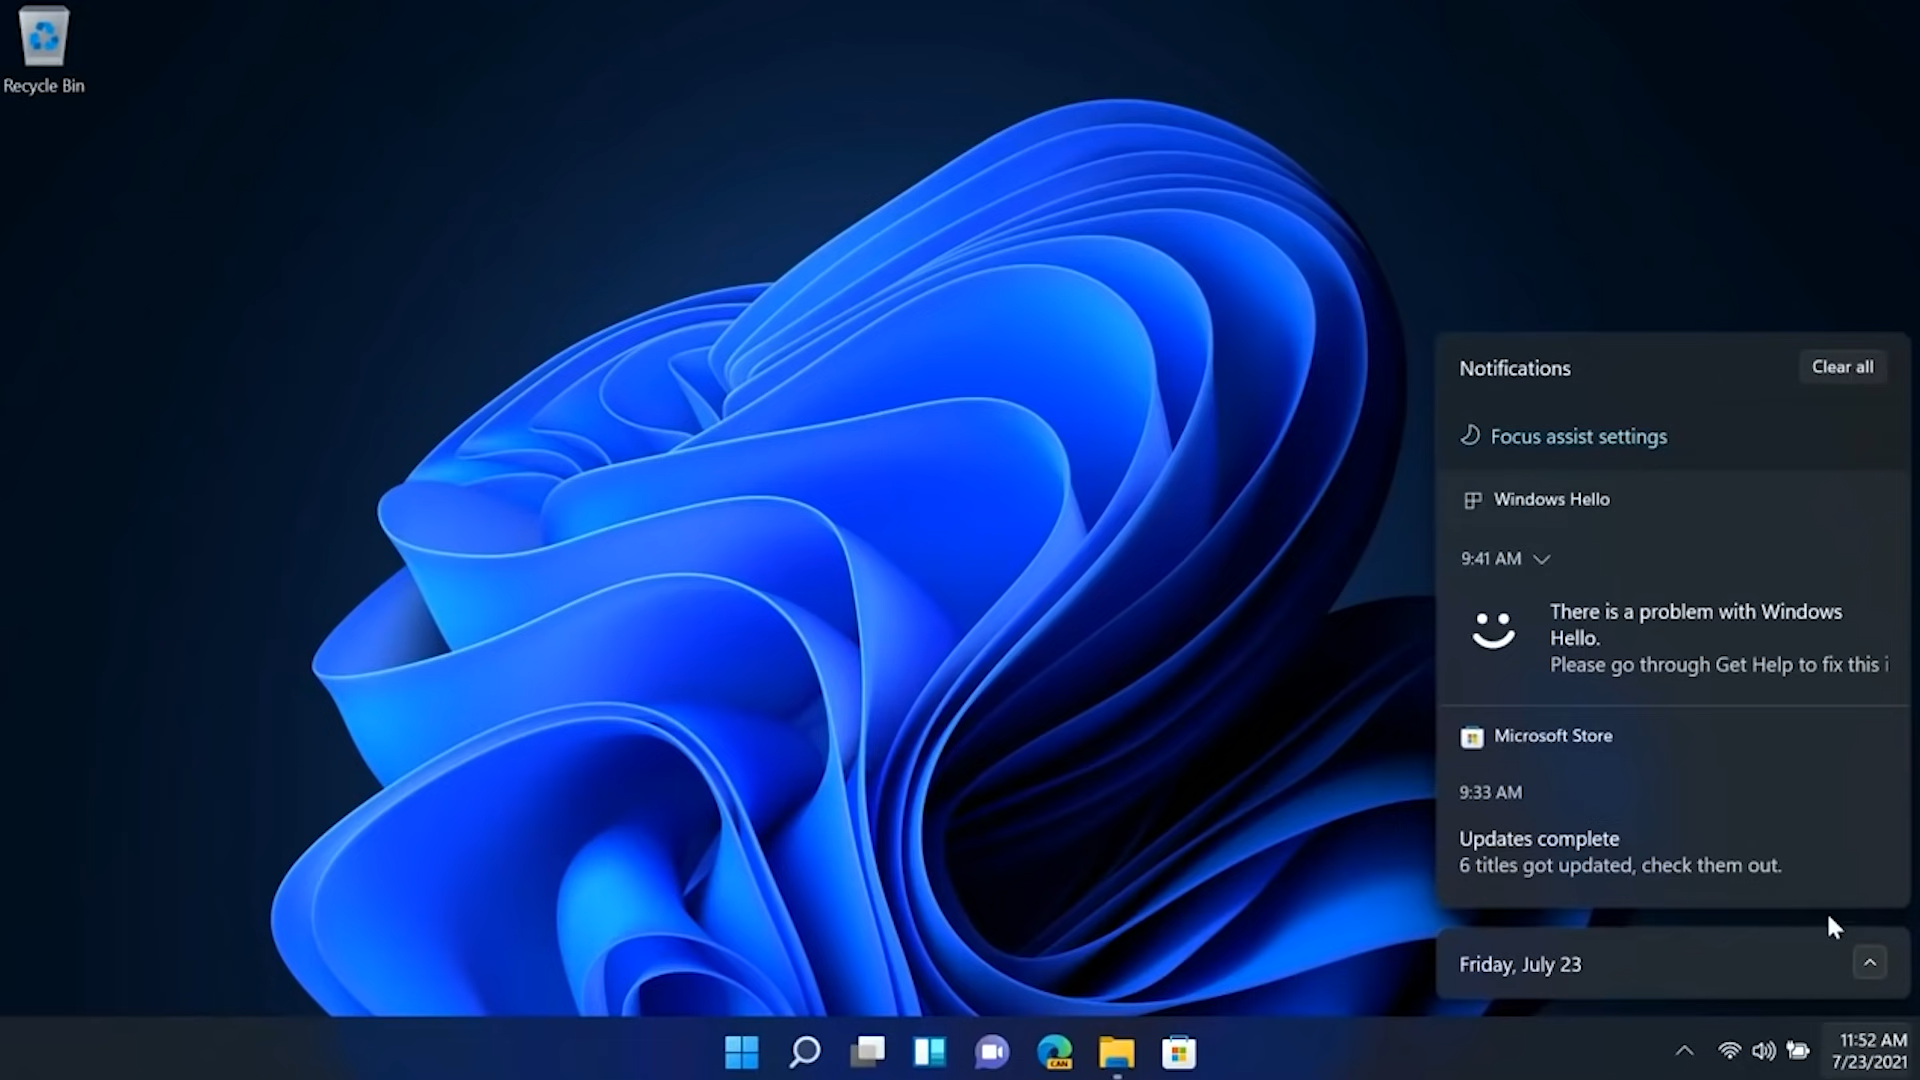 Recycle Bin
Notifications
Clear all
Focus assist settings
Windows Hello
9:41 AM
There is a problem with Windows
Hello.
Please go through Get Help to fix this i
Microsoft Store
9:33 AM
Updates complete
6 titles got updated, check them out.
Friday, July 23
CAN
11:52 AM
7/23/2021